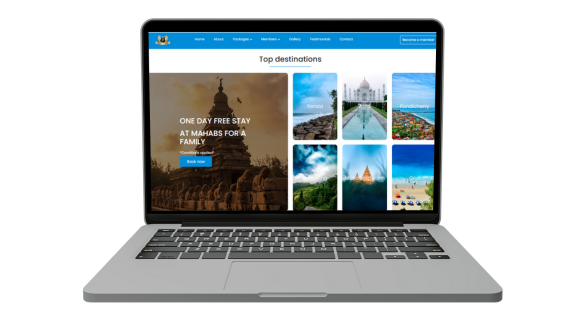 Home About Packages Members Gallery Testimonials Contact Become a member
Top destinations
ONE DAY FREE STAY
AT MAHABS FOR A
FAMILY
*Conditions applied*
Book now
Kerala
Pondicherry